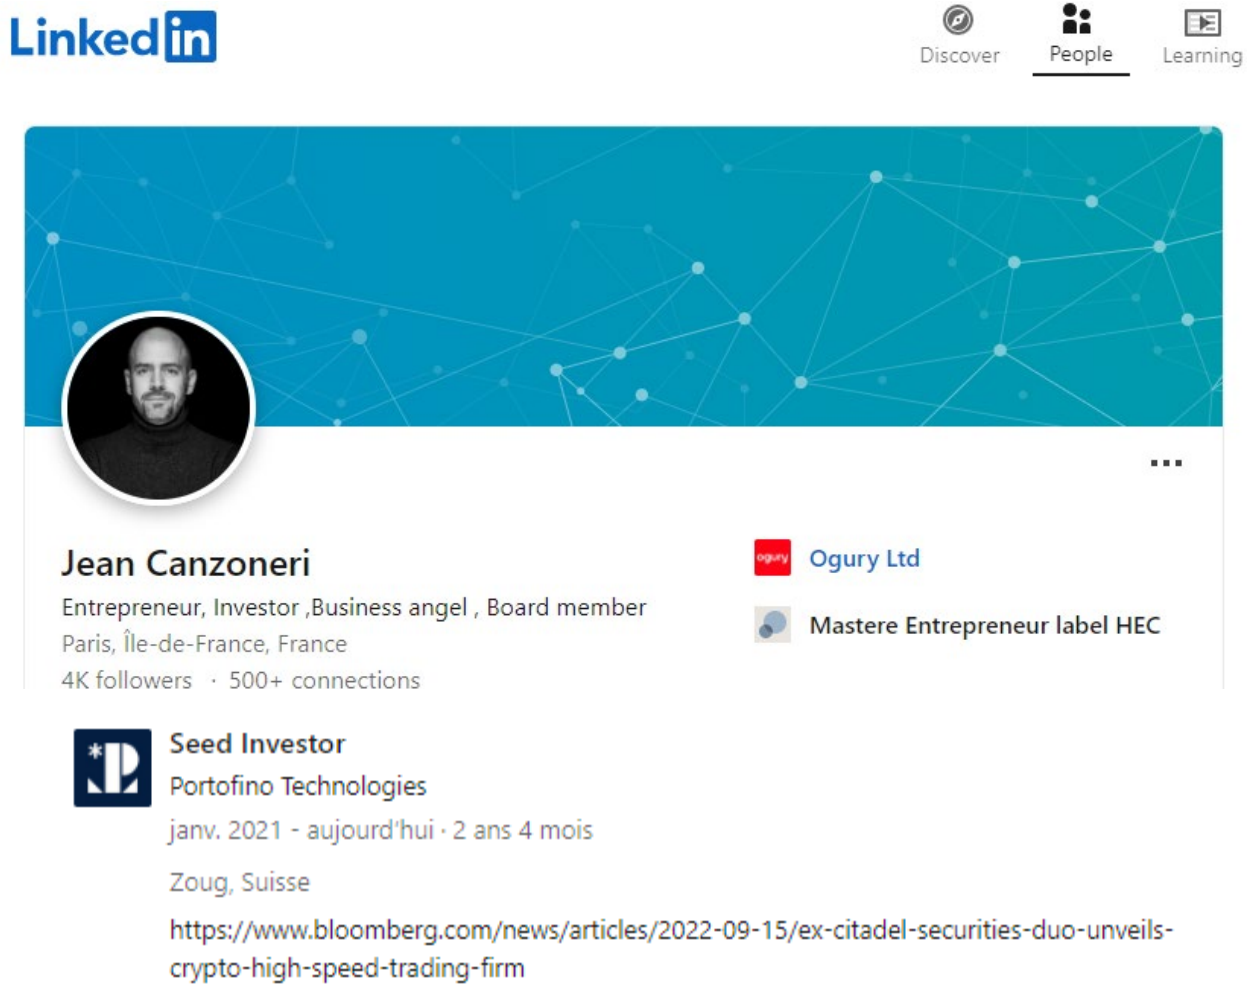 Linkedin
Discover
People
Learning
Jean Canzoneri
Entrepreneur, Investor ,Business angel , Board member
Paris, Île-de-France, France
4K followers · 500+ connections
ogury
Ogury Ltd
Mastere Entrepreneur label HEC
Seed Investor
Portofino Technologies
janv. 2021 - aujourd'hui · 2 ans 4 mois
Zoug, Suisse
https://www.bloomberg.com/news/articles/2022-09-15/ex-citadel-securities-duo-unveils-
crypto-high-speed-trading-firm